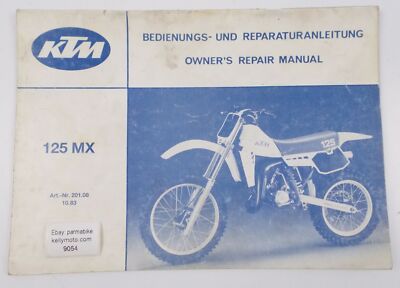 KTM
BEDIENUNGS- UND REPARATURANLEITUNG
OWNER'S REPAIR MANUAL
125 MX
Art.-Nr. 201.08
10.83
Ebay parmabike
kellymoto.com
9054
KTM
125